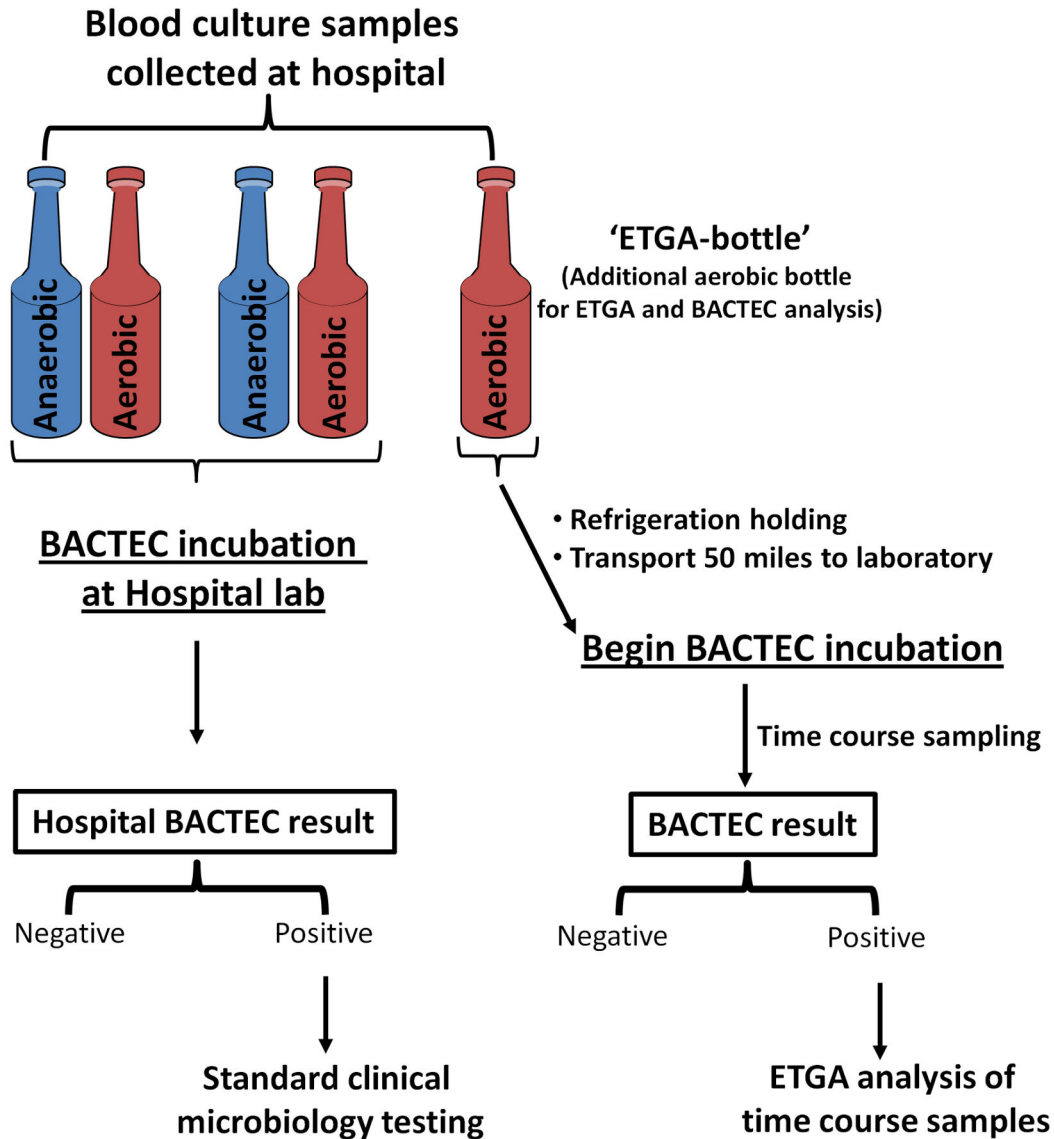 Blood culture samples
collected at hospital
Anaerobic
Aerobic
Anaerobic
Aerobic
Aerobic
‘ETGA-bottle’
(Additional aerobic bottle
for ETGA and BACTEC analysis)
BACTEC incubation
at Hospital lab
• Refrigeration holding
• Transport 50 miles to laboratory
Begin BACTEC incubation
Time course sampling
Hospital BACTEC result
BACTEC result
Negative
Positive
Negative
Positive
Standard clinical
microbiology testing
ETGA analysis of
time course samples